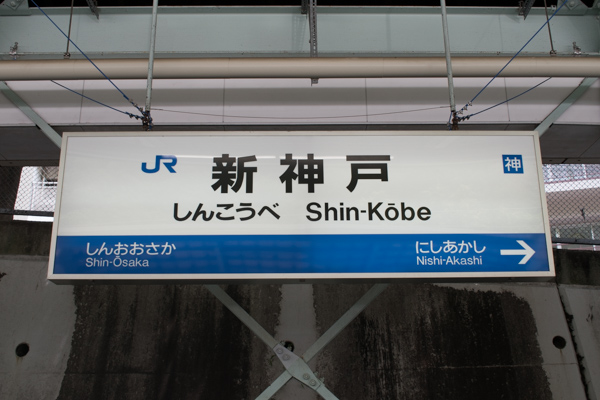 JR 新神戸 神
しんこうべ Shin-Kōbe
しんおおさか にしあかし →
Shin-Ōsaka Nishi-Akashi